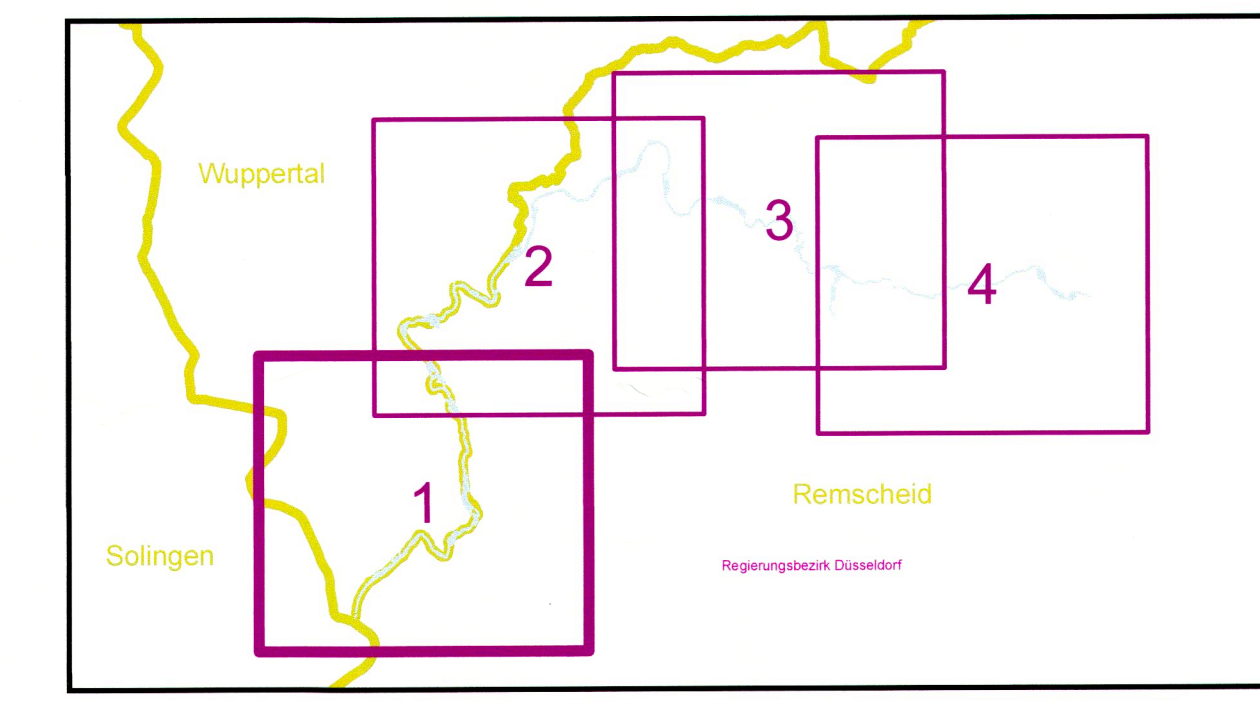 Wuppertal
3
2
4
1
Remscheid
Solingen
Regierungsbezirk Düsseldorf